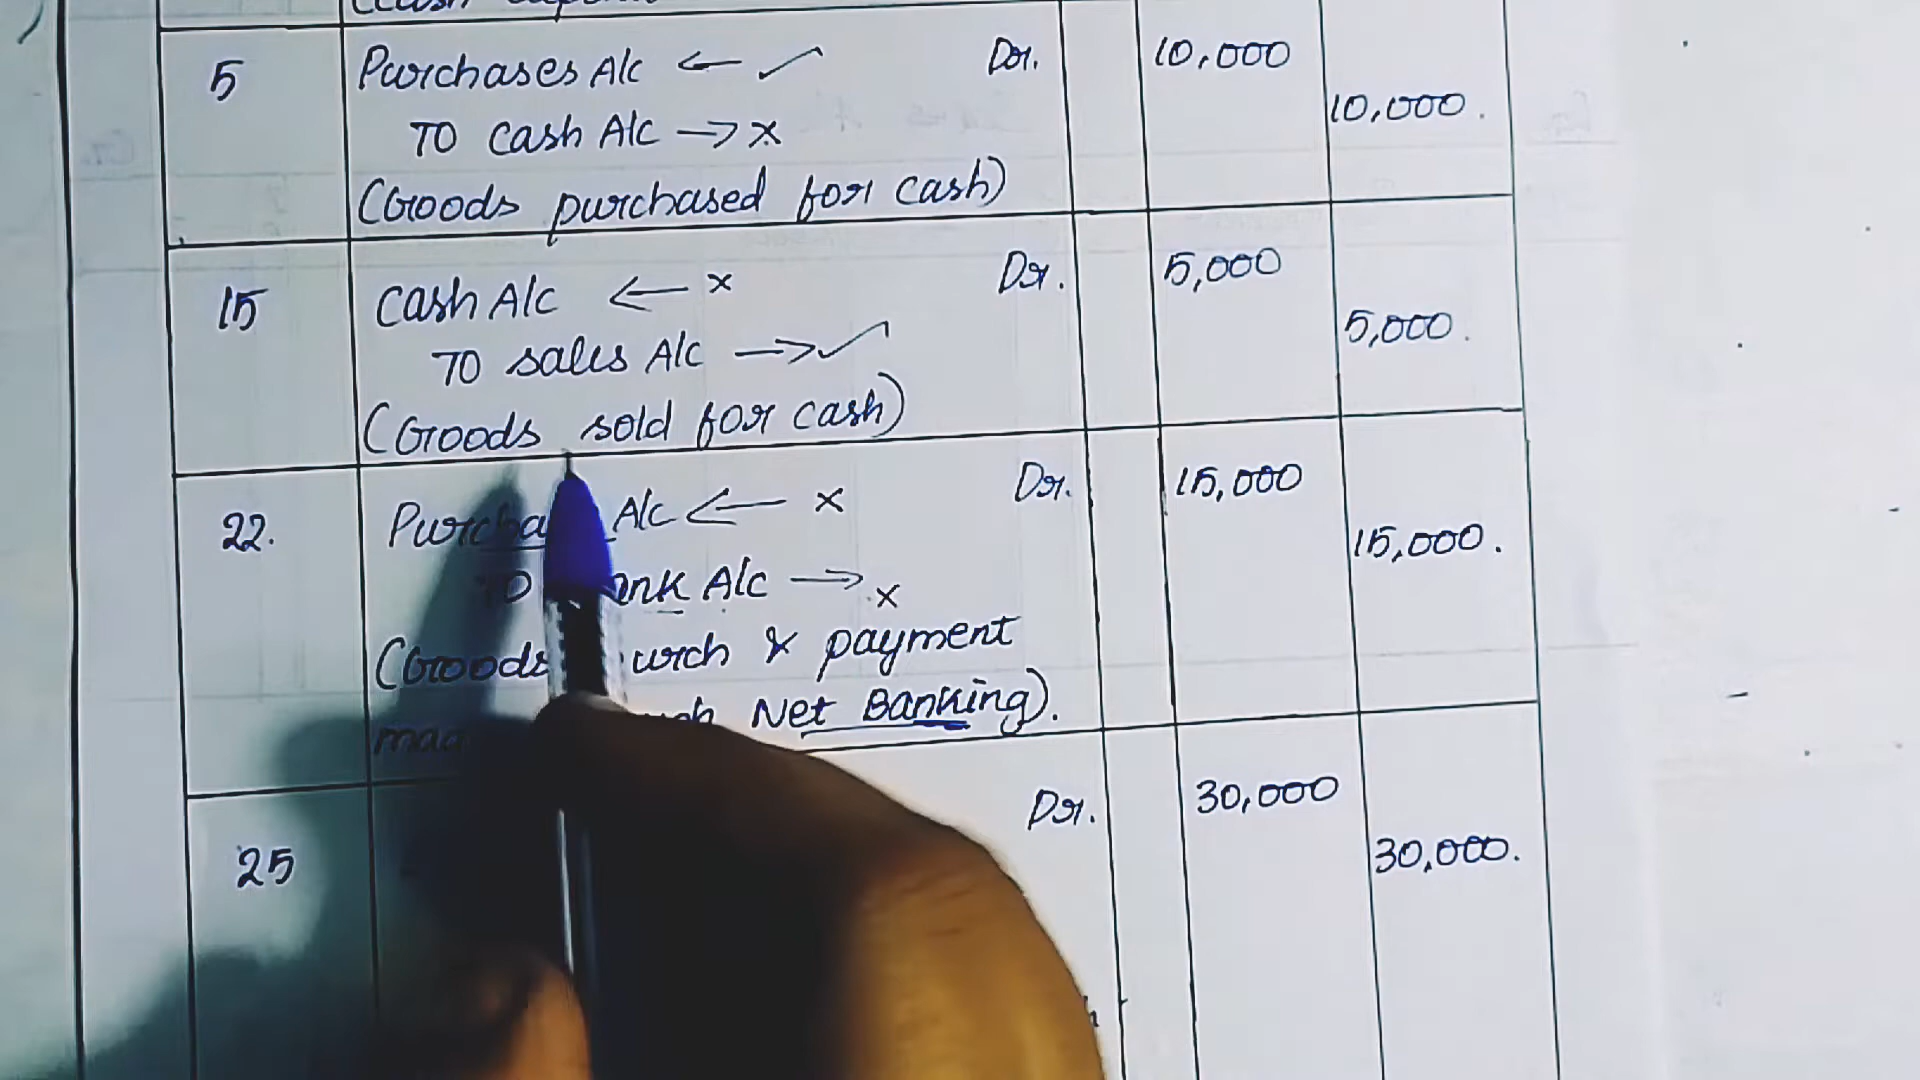 5 Purchases A/c ← ✓ Dr. 10,000
To cash A/c → x 10,000.
(Goods purchased for cash)
15 cash A/c ← x Dr. 5,000
To sales A/c → ✓ 5,000.
(Goods sold for cash)
22. A/c ← x Dr. 15,000
To A/c → x 15,000.
(Goods & payment
Net Banking).
25 Dr. 30,000
30,000.